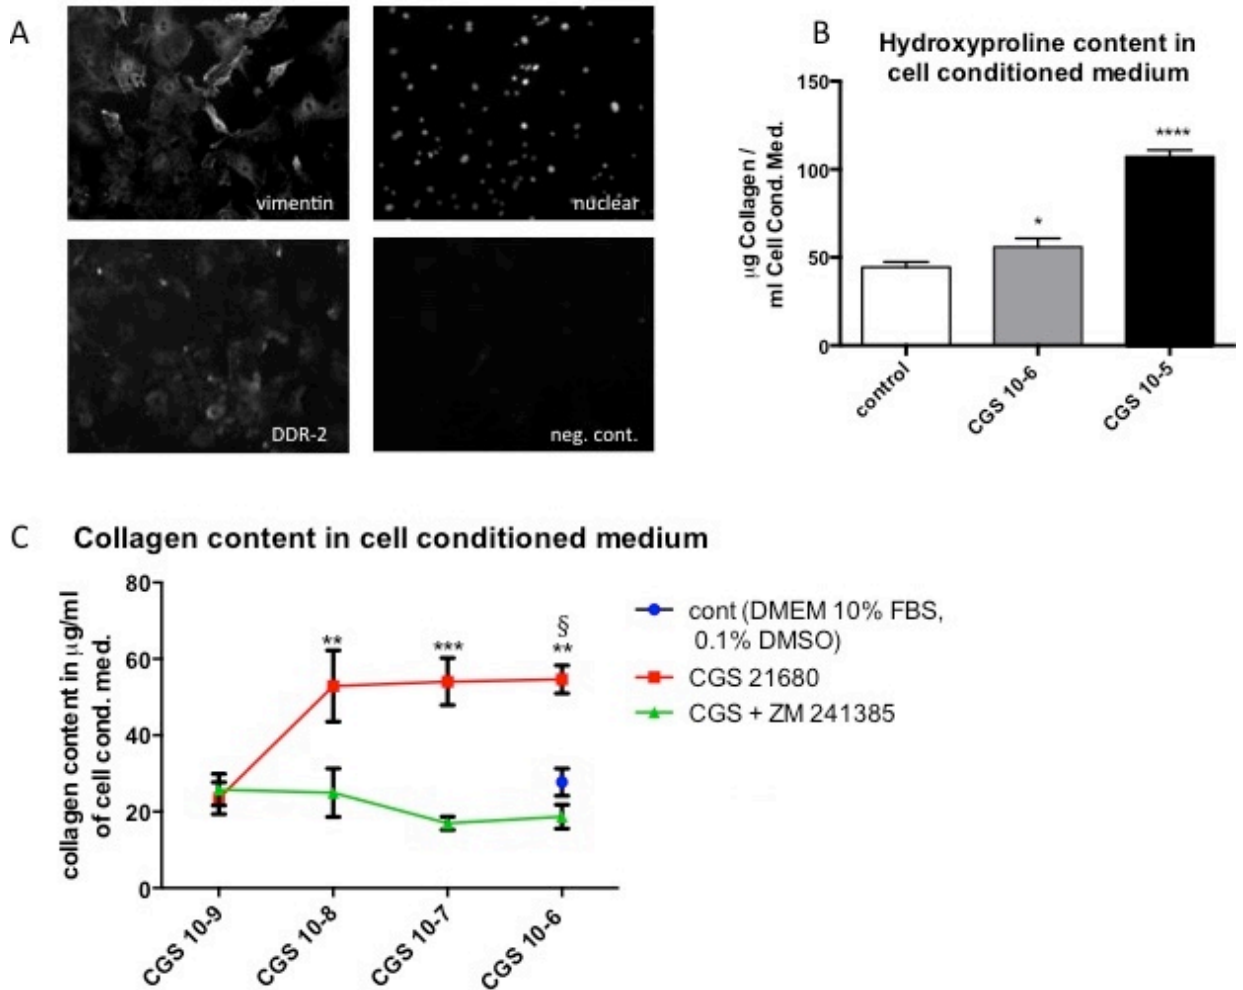 A
vimentin
nuclear
DDR-2
neg. cont.
B
Hydroxyproline content in
cell conditioned medium
µg Collagen /
ml Cell Cond. Med.
150
100
50
0
*
****
control
CGS 10-6
CGS 10-5
C
Collagen content in cell conditioned medium
collagen content in µg/ml
of cell cond. med.
80
60
40
20
0
**
***
§
**
CGS 10-9
CGS 10-8
CGS 10-7
CGS 10-6
cont (DMEM 10% FBS,
0.1% DMSO)
CGS 21680
CGS + ZM 241385